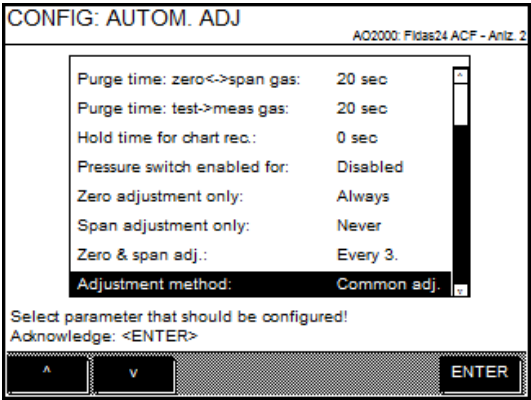 CONFIG: AUTOM. ADJ
AO2000: Fidas24 ACF - Anlz. 2
Purge time: zero<->span gas: 20 sec
Purge time: test->meas gas: 20 sec
Hold time for chart rec.: 0 sec
Pressure switch enabled for: Disabled
Zero adjustment only: Always
Span adjustment only: Never
Zero & span adj.: Every 3.
Adjustment method: Common adj.
Select parameter that should be configured!
Acknowledge: <ENTER>
^ v ENTER